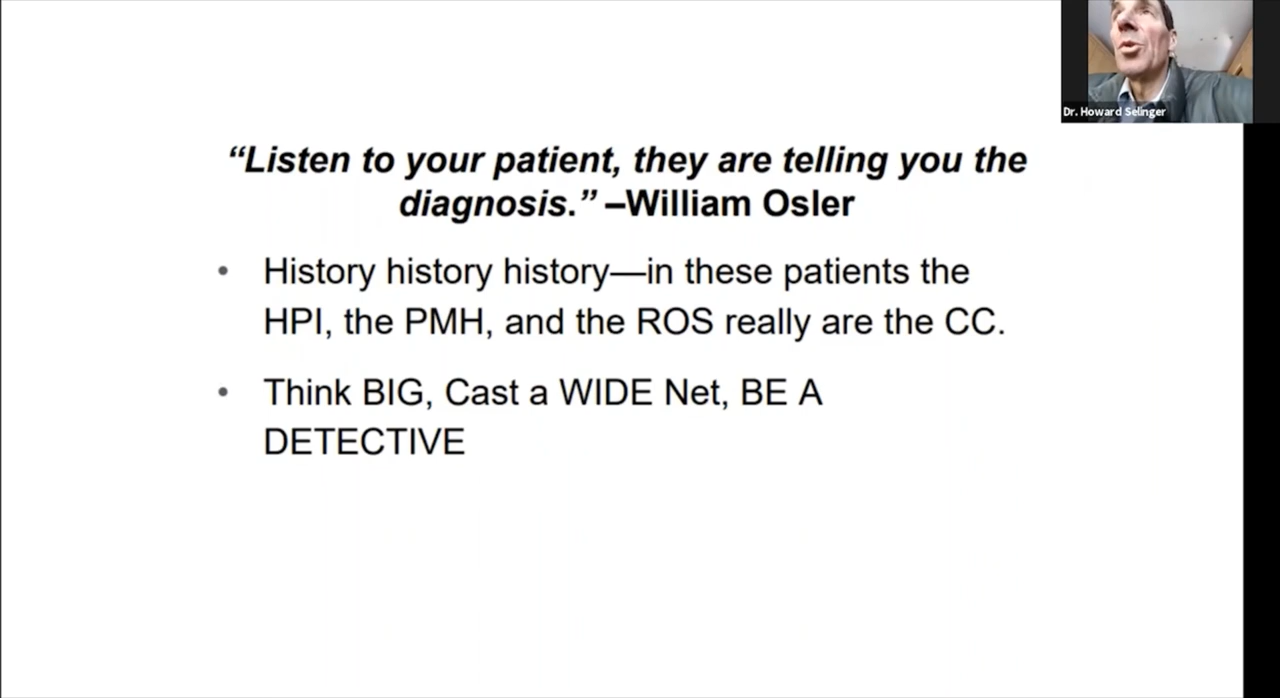 Dr. Howard Selinger
“Listen to your patient, they are telling you the
diagnosis.” –William Osler
• History history history—in these patients the
HPI, the PMH, and the ROS really are the CC.
• Think BIG, Cast a WIDE Net, BE A
DETECTIVE